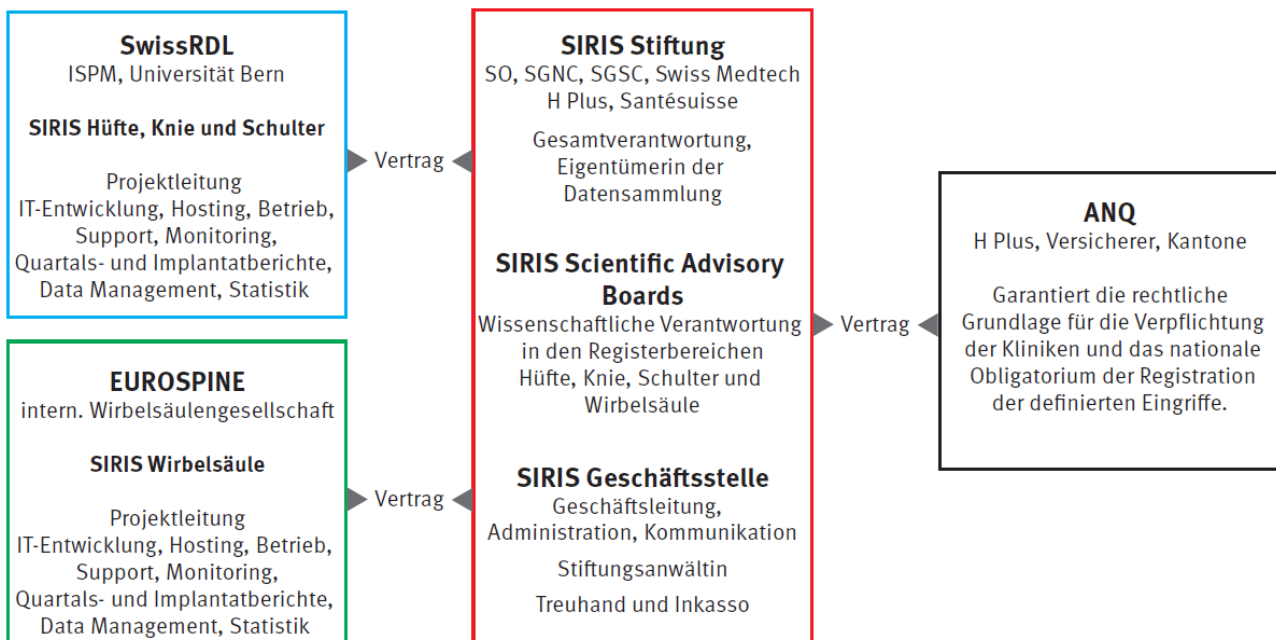 SwissRDL
ISPM, Universität Bern
SIRIS Hüfte, Knie und Schulter
Projektleitung
IT-Entwicklung, Hosting, Betrieb,
Support, Monitoring,
Quartals- und Implantatberichte,
Data Management, Statistik
Vertrag
EUROSPINE
intern. Wirbelsäulengesellschaft
SIRIS Wirbelsäule
Projektleitung
IT-Entwicklung, Hosting, Betrieb,
Support, Monitoring,
Quartals- und Implantatberichte,
Data Management, Statistik
Vertrag
SIRIS Stiftung
SO, SGNC, SGSC, Swiss Medtech
H Plus, Santésuisse
Gesamtverantwortung,
Eigentümerin der
Datensammlung
SIRIS Scientific Advisory
Boards
Wissenschaftliche Verantwortung
in den Registerbereichen
Hüfte, Knie, Schulter und
Wirbelsäule
SIRIS Geschäftsstelle
Geschäftsleitung,
Administration, Kommunikation
Stiftungsanwältin
Treuhand und Inkasso
Vertrag
ANQ
H Plus, Versicherer, Kantone
Garantiert die rechtliche
Grundlage für die Verpflichtung
der Kliniken und das nationale
Obligatorium der Registration
der definierten Eingriffe.